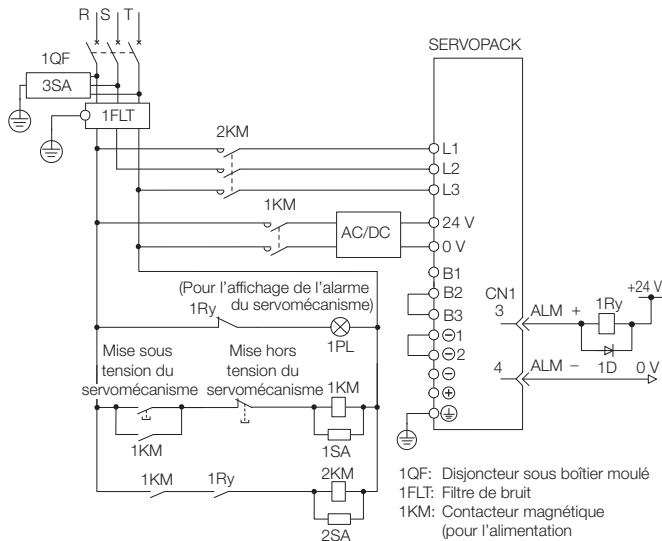 R S T
SERVOPACK
1QF
3SA
1FLT
2KM
L1
L2
L3
1KM
AC/DC
24 V
0 V
B1
B2
B3
⊖1
⊖2
⊖
⊕
CN1
3
ALM +
1Ry
+24 V
4
ALM −
1D
0 V
(Pour l'affichage de l'alarme
du servomécanisme)
1Ry
1PL
Mise sous
tension du
servomécanisme
Mise hors
tension du
servomécanisme
1KM
1KM
1SA
1KM
1Ry
2KM
2SA
1QF: Disjoncteur sous boîtier moulé
1FLT: Filtre de bruit
1KM: Contacteur magnétique
(pour l'alimentation